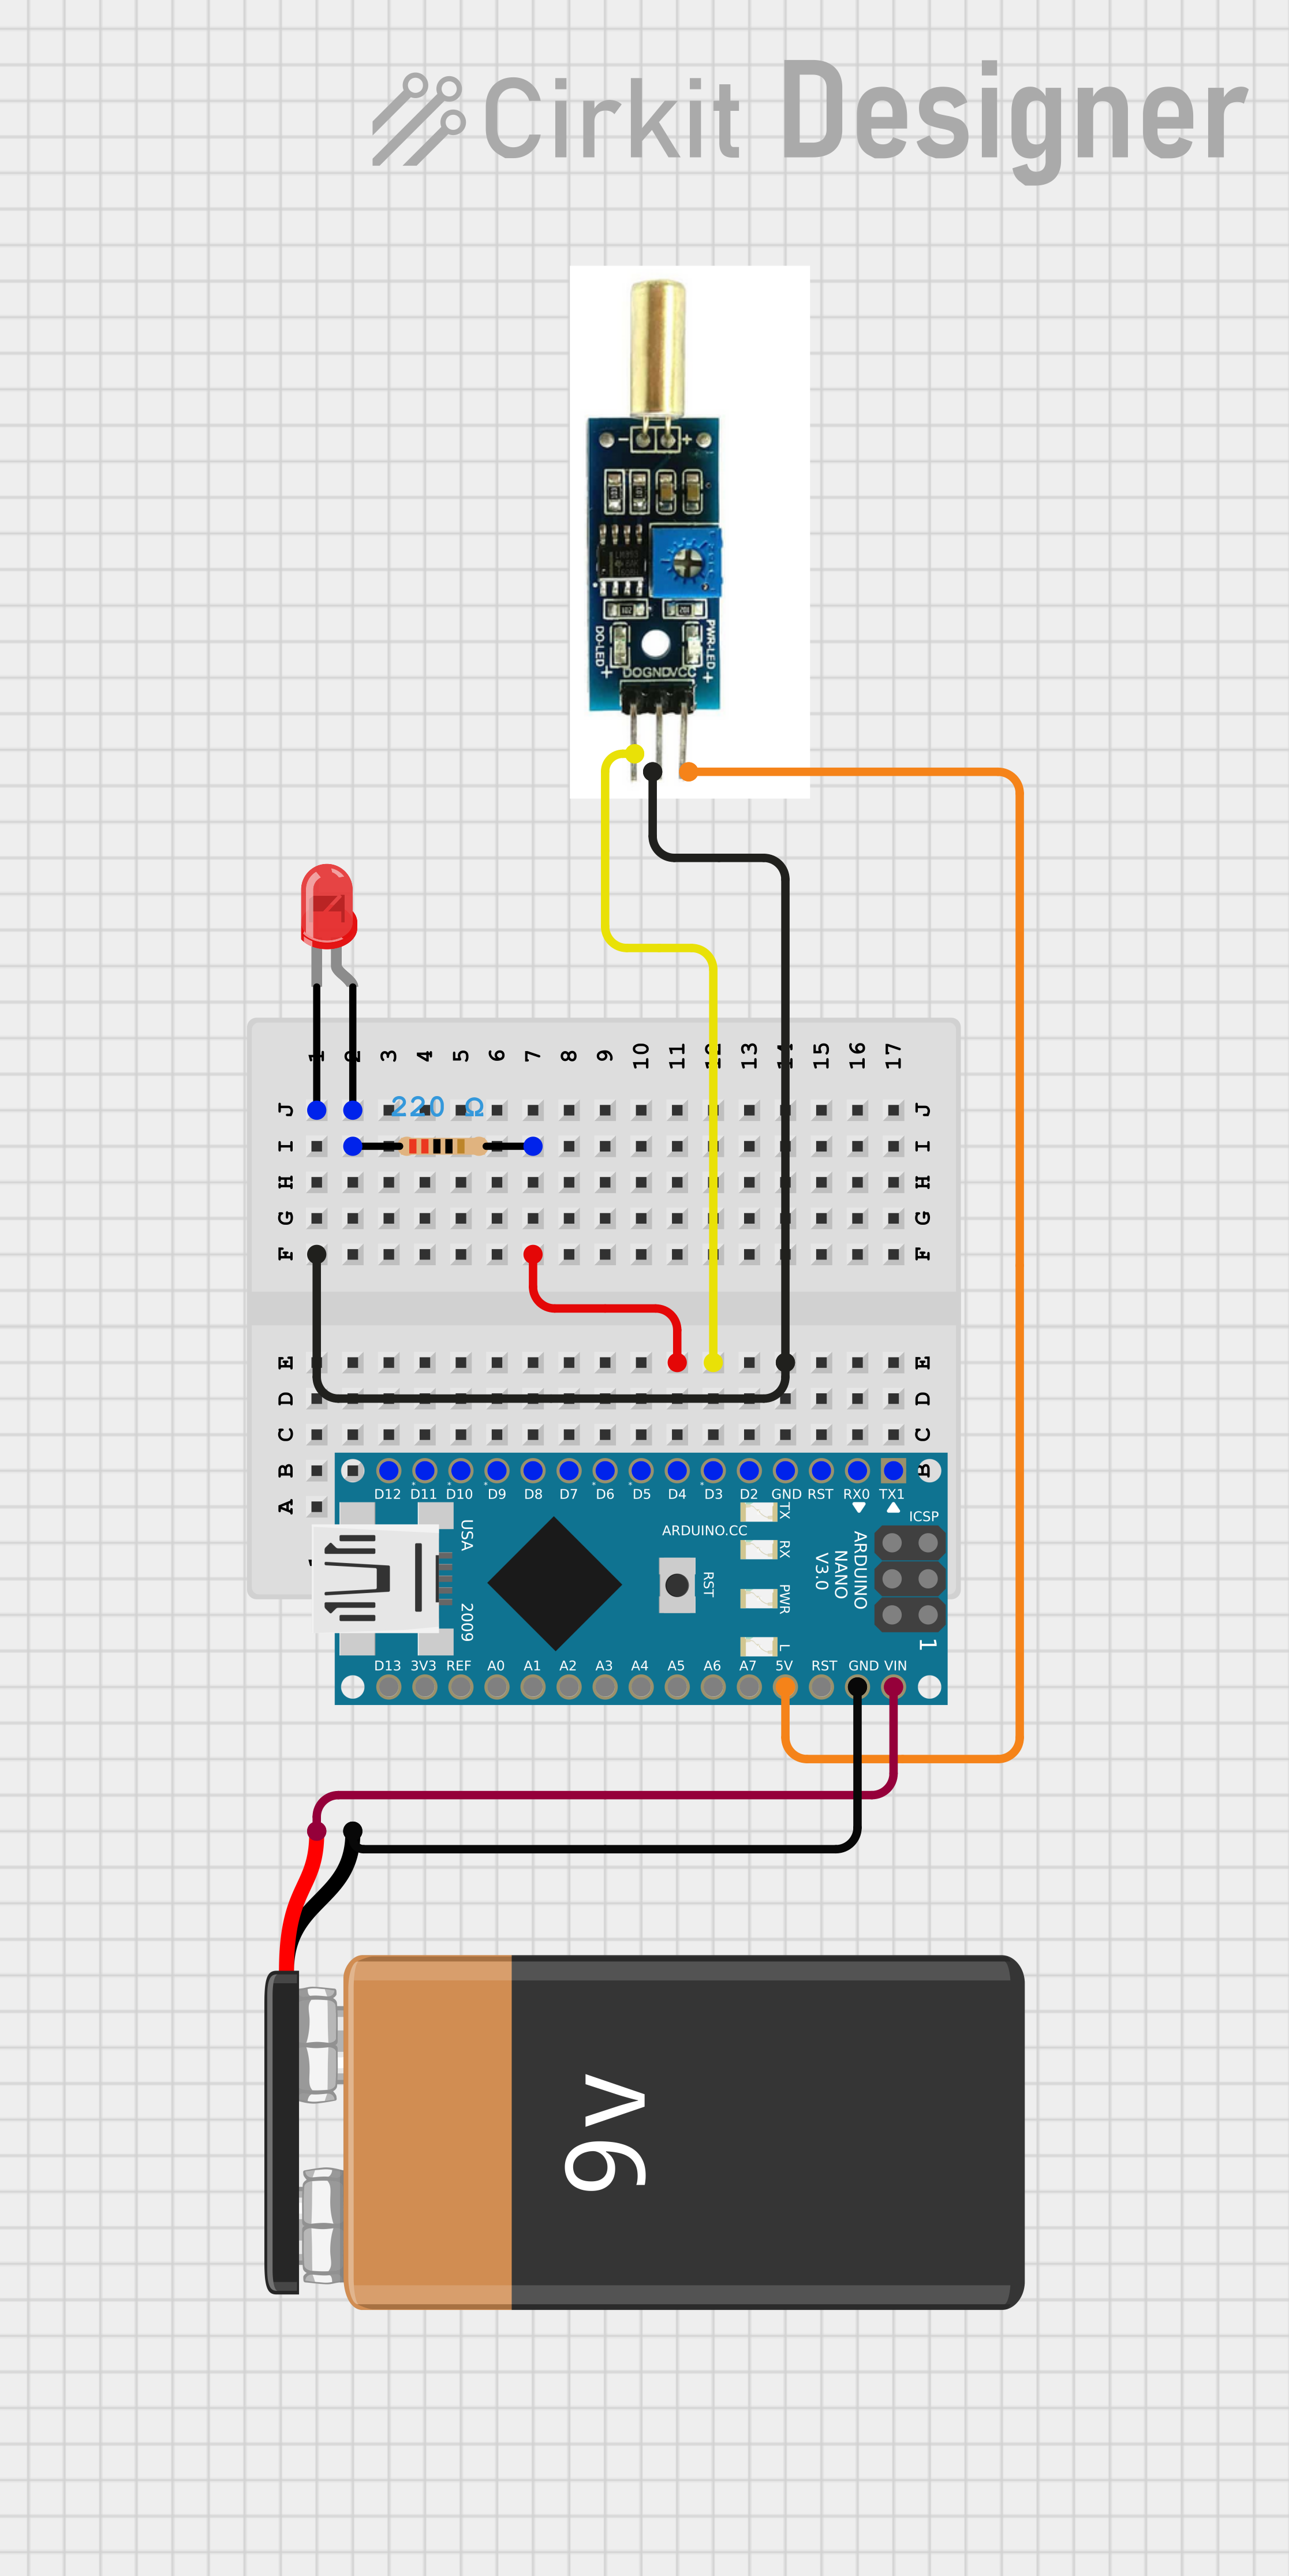 Cirkit Designer
- +
DO-LED
PWR-LED
+ DOGNDVCC +
1 2 3 4 5 6 7 8 9 10 11 12 13 14 15 16 17
J 220 Ω J
I I
H H
G G
F F
E E
D D
C C
B B
A
D12 D11 D10 D9 D8 D7 D6 D5 D4 D3 D2 GND RST RX0 TX1
USA
2009
ARDUINO.CC
RST
TX
RX
PWR
L
ARDUINO
NANO
V3.0
ICSP
1
D13 3V3 REF A0 A1 A2 A3 A4 A5 A6 A7 5V RST GND VIN
9v